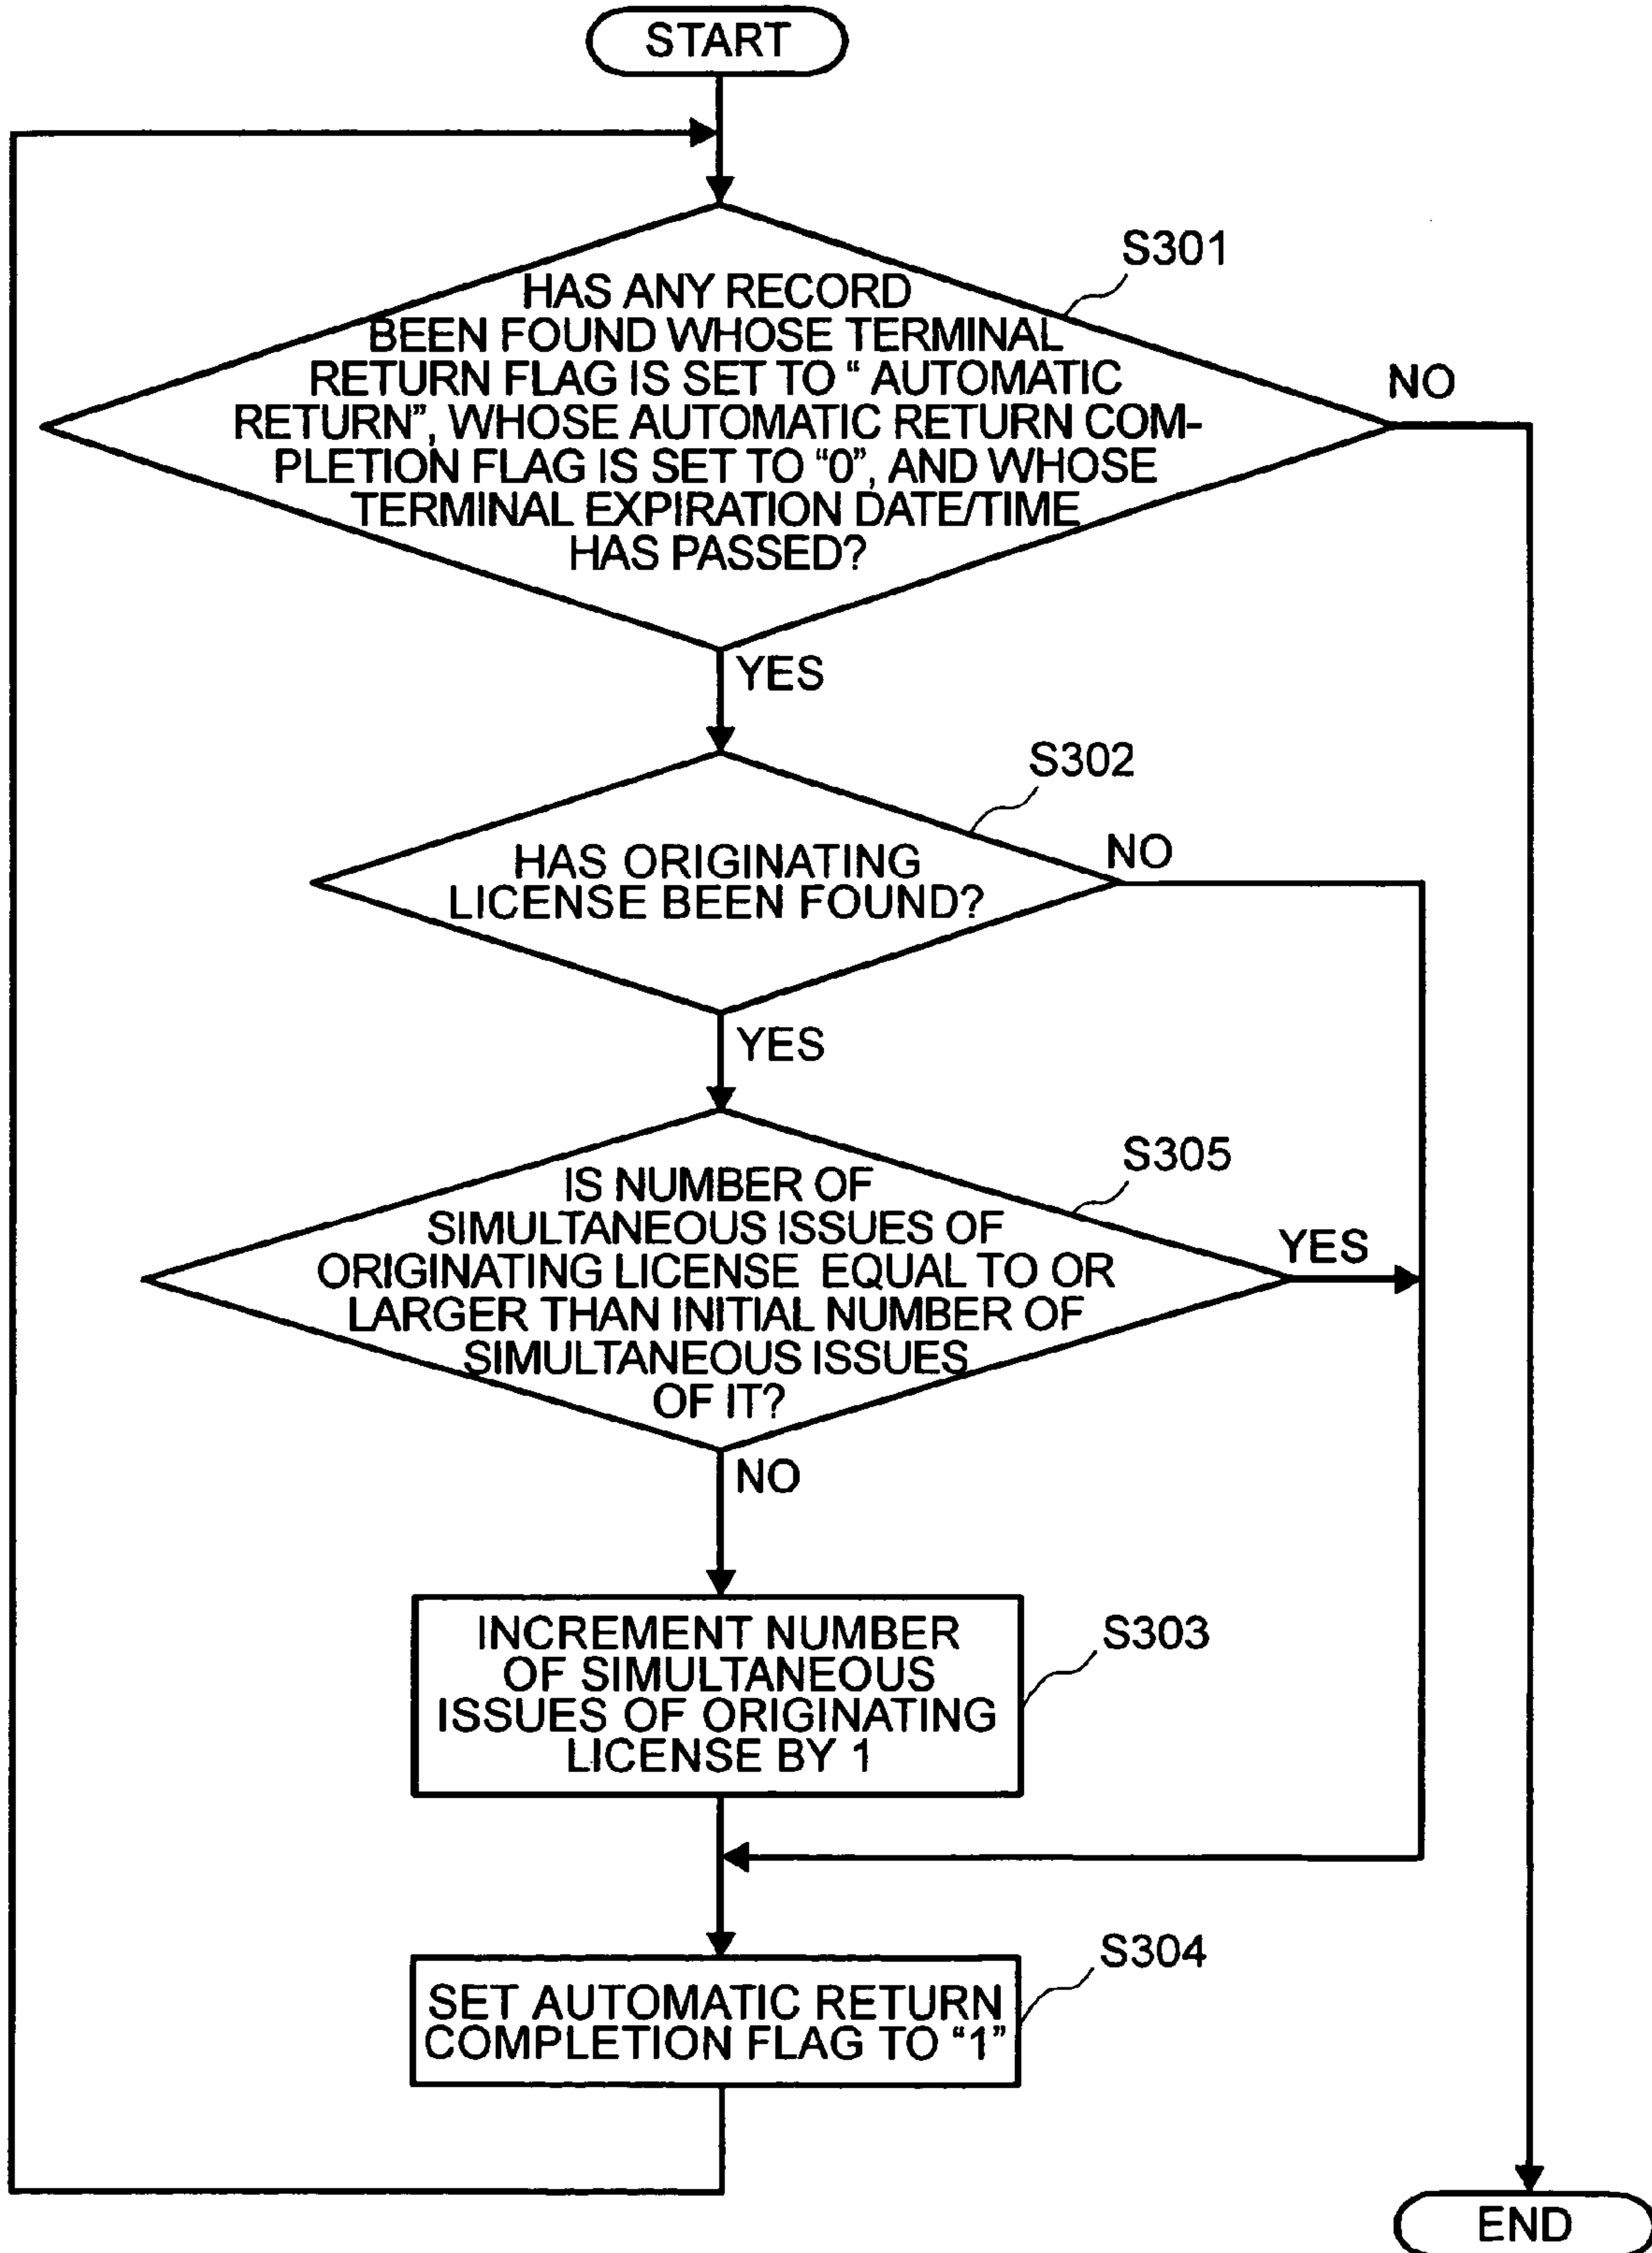 START
S301
HAS ANY RECORD
BEEN FOUND WHOSE TERMINAL
RETURN FLAG IS SET TO “ AUTOMATIC
RETURN”, WHOSE AUTOMATIC RETURN COM-
PLETION FLAG IS SET TO “0”, AND WHOSE
TERMINAL EXPIRATION DATE/TIME
HAS PASSED?
NO
YES
S302
HAS ORIGINATING
LICENSE BEEN FOUND?
NO
YES
S305
IS NUMBER OF
SIMULTANEOUS ISSUES OF
ORIGINATING LICENSE EQUAL TO OR
LARGER THAN INITIAL NUMBER OF
SIMULTANEOUS ISSUES
OF IT?
YES
NO
INCREMENT NUMBER
OF SIMULTANEOUS
ISSUES OF ORIGINATING
LICENSE BY 1
S303
S304
SET AUTOMATIC RETURN
COMPLETION FLAG TO “1”
END